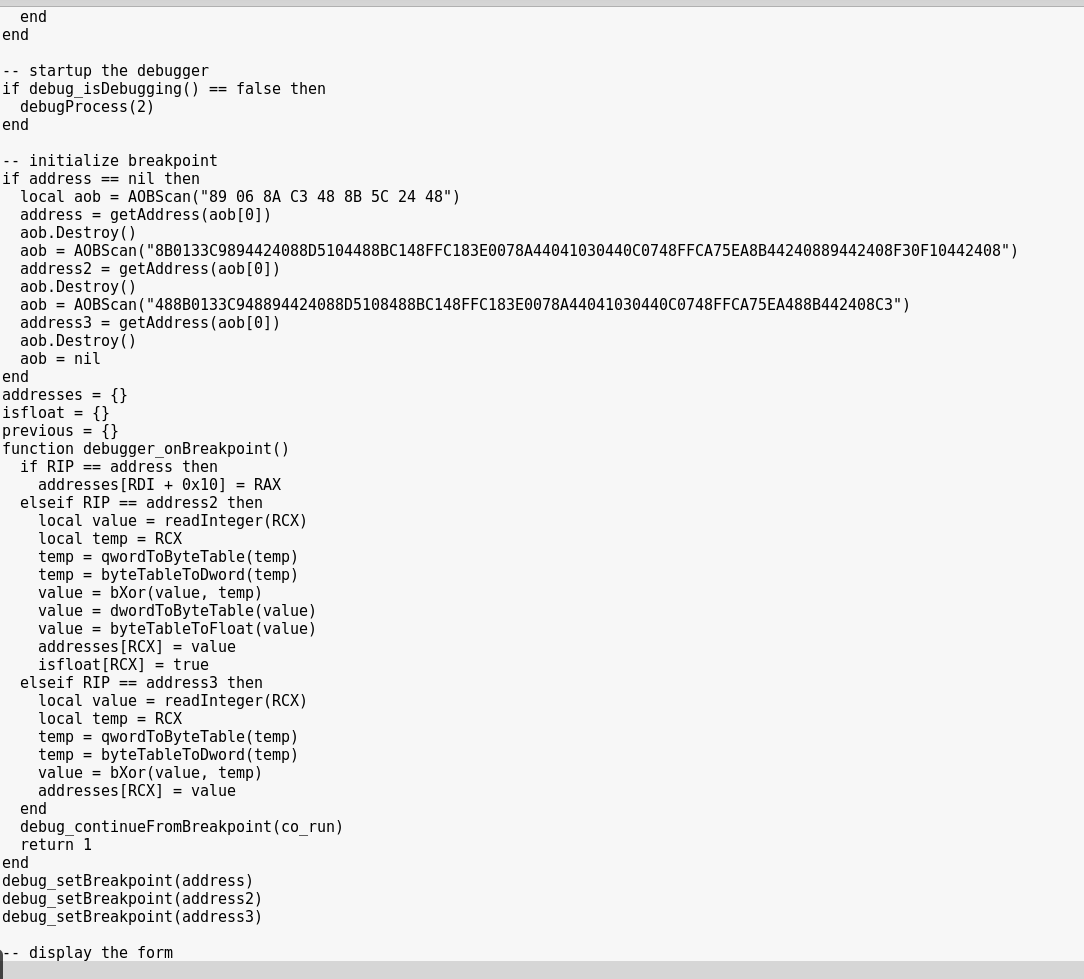 end
end

-- startup the debugger
if debug_isDebugging() == false then
  debugProcess(2)
end

-- initialize breakpoint
if address == nil then
  local aob = AOBScan("89 06 8A C3 48 8B 5C 24 48")
  address = getAddress(aob[0])
  aob.Destroy()
  aob = AOBScan("8B0133C9894424088D5104488BC148FFC183E0078A44041030440C0748FFCA75EA8B44240889442408F30F10442408")
  address2 = getAddress(aob[0])
  aob.Destroy()
  aob = AOBScan("488B0133C948894424088D5108488BC148FFC183E0078A44041030440C0748FFCA75EA488B442408C3")
  address3 = getAddress(aob[0])
  aob.Destroy()
  aob = nil
end
addresses = {}
isfloat = {}
previous = {}
function debugger_onBreakpoint()
  if RIP == address then
    addresses[RDI + 0x10] = RAX
  elseif RIP == address2 then
    local value = readInteger(RCX)
    local temp = RCX
    temp = qwordToByteTable(temp)
    temp = byteTableToDword(temp)
    value = bXor(value, temp)
    value = dwordToByteTable(value)
    value = byteTableToFloat(value)
    addresses[RCX] = value
    isfloat[RCX] = true
  elseif RIP == address3 then
    local value = readInteger(RCX)
    local temp = RCX
    temp = qwordToByteTable(temp)
    temp = byteTableToDword(temp)
    value = bXor(value, temp)
    addresses[RCX] = value
  end
  debug_continueFromBreakpoint(co_run)
  return 1
end
debug_setBreakpoint(address)
debug_setBreakpoint(address2)
debug_setBreakpoint(address3)

-- display the form